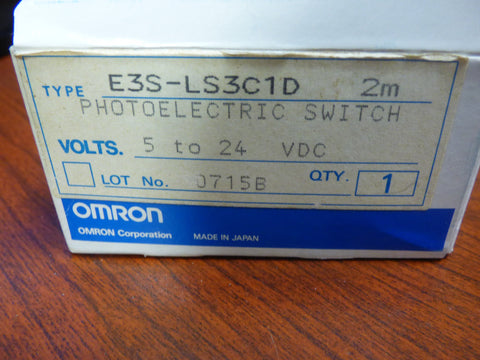 TYPE E3S-LS3C1D 2m
PHOTOELECTRIC SWITCH
VOLTS. 5 to 24 VDC
LOT No. 0715B QTY. 1
OMRON
OMRON Corporation MADE IN JAPAN